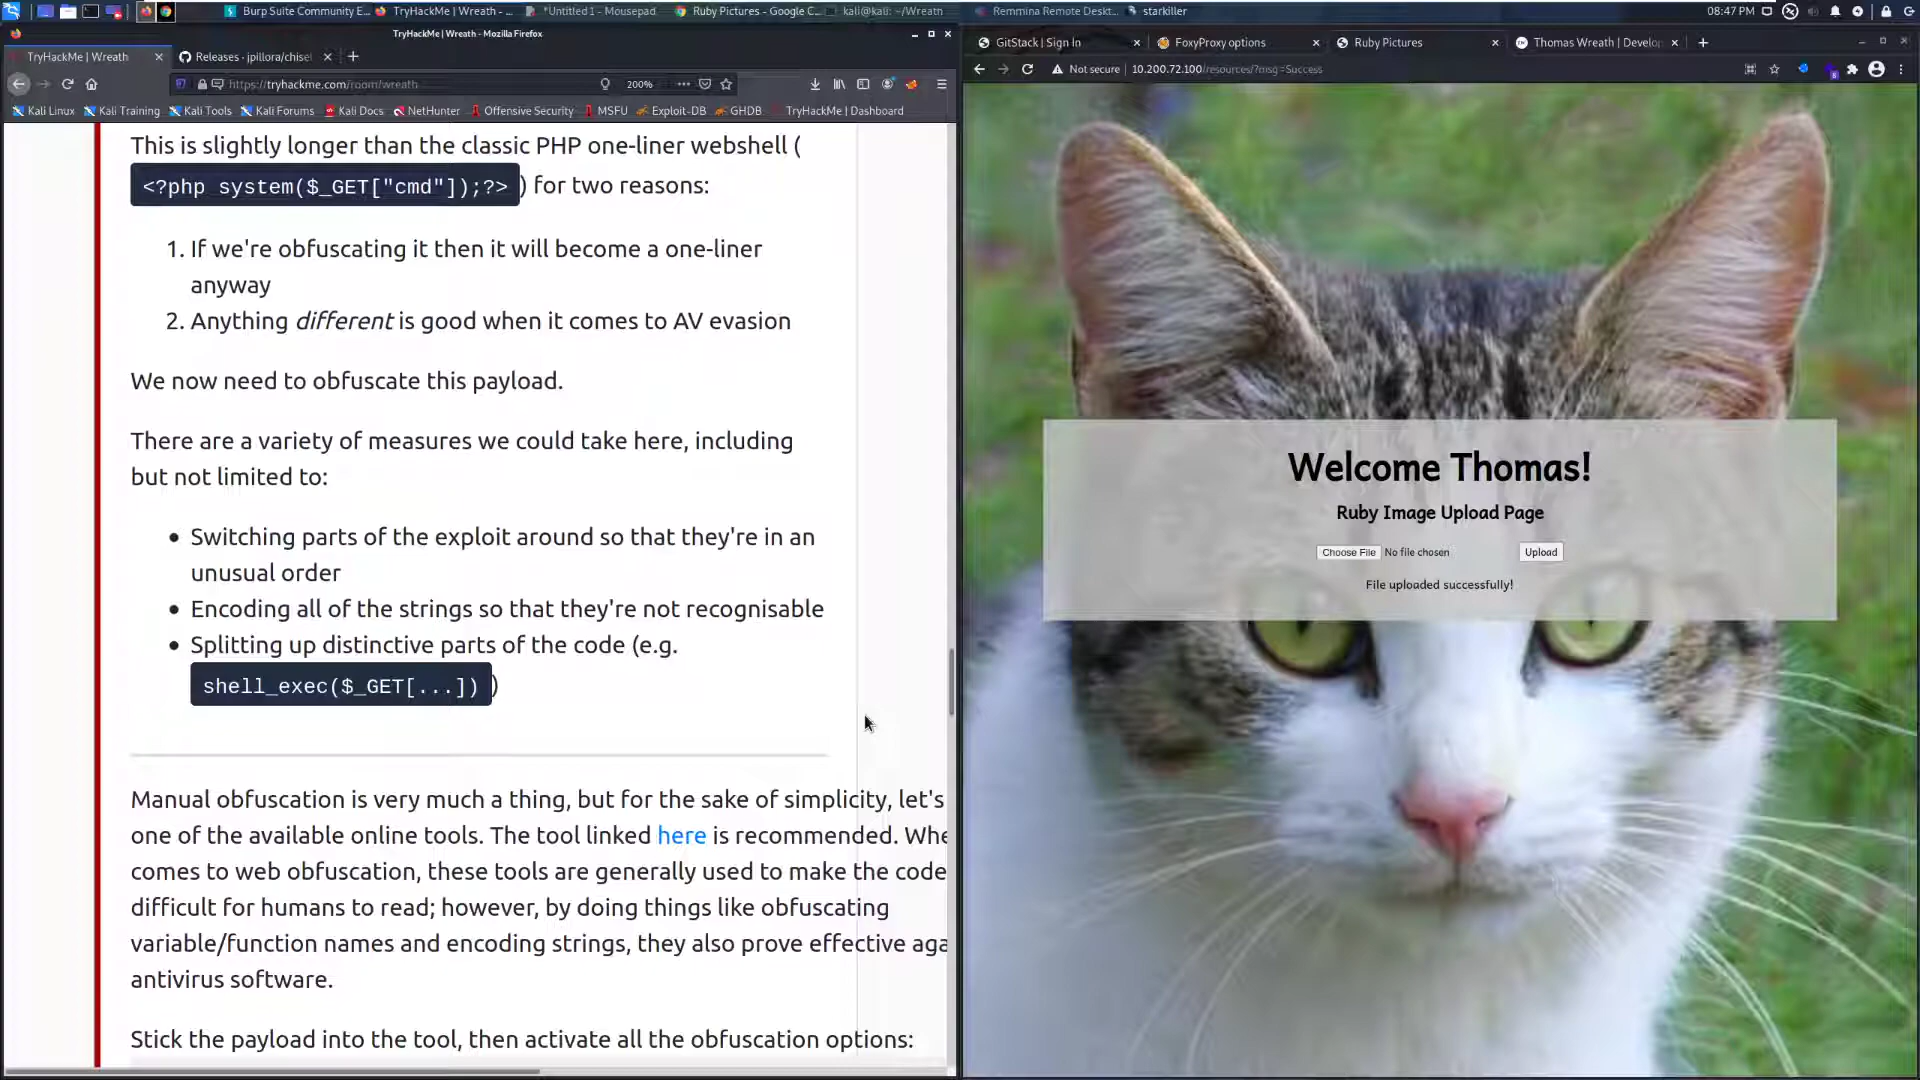 Burp Suite Community E...
TryHackMe | Wreath - ...
*Untitled 1 - Mousepad
Ruby Pictures - Google C...
kali@kali: ~/Wreath
Remmina Remote Deskt...
starkiller
08:47 PM
TryHackMe | Wreath - Mozilla Firefox
TryHackMe | Wreath
Releases · jpillora/chise
https://tryhackme.com/room/wreath
200%
Kali Linux
Kali Training
Kali Tools
Kali Forums
Kali Docs
NetHunter
Offensive Security
MSFU
Exploit-DB
GHDB
TryHackMe | Dashboard
This is slightly longer than the classic PHP one-liner webshell (
<?php system($_GET["cmd"]);?> ) for two reasons:
1. If we're obfuscating it then it will become a one-liner
anyway
2. Anything different is good when it comes to AV evasion
We now need to obfuscate this payload.
There are a variety of measures we could take here, including
but not limited to:
• Switching parts of the exploit around so that they're in an
unusual order
• Encoding all of the strings so that they're not recognisable
• Splitting up distinctive parts of the code (e.g.
shell_exec($_GET[...]) )
Manual obfuscation is very much a thing, but for the sake of simplicity, let's
one of the available online tools. The tool linked here is recommended. Whe
comes to web obfuscation, these tools are generally used to make the code
difficult for humans to read; however, by doing things like obfuscating
variable/function names and encoding strings, they also prove effective aga
antivirus software.
Stick the payload into the tool, then activate all the obfuscation options:
GitStack | Sign In
FoxyProxy options
Ruby Pictures
Thomas Wreath | Develop
Not secure
10.200.72.100/resources/?msg=Success
Welcome Thomas!
Ruby Image Upload Page
Choose File No file chosen
Upload
File uploaded successfully!